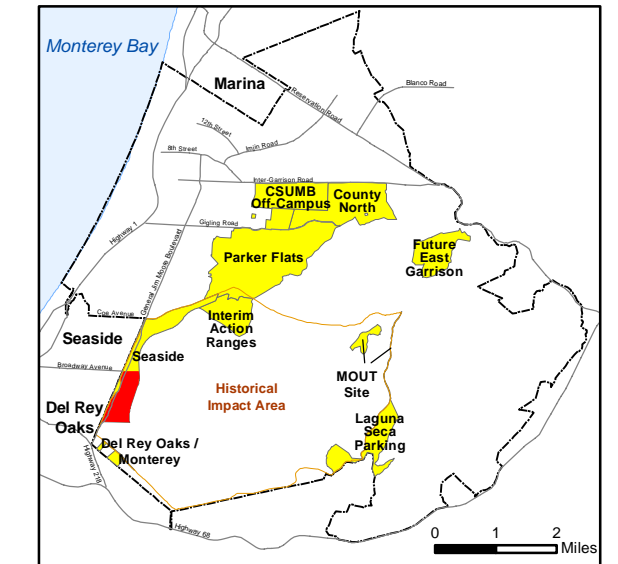 Monterey Bay
Marina
Blanco Road
Reservation Road
12th Street
Imjin Road
8th Street
Inter-Garrison Road
CSUMB
Off-Campus
County
North
Gigling Road
Highway 1
General Jim Moore Boulevard
Parker Flats
Future
East
Garrison
Coe Avenue
Interim
Action
Ranges
Seaside
Seaside
Broadway Avenue
MOUT
Site
Historical
Impact Area
Del Rey
Oaks
Laguna
Seca
Parking
Del Rey Oaks /
Monterey
Highway 218
Highway 68
0 1 2
Miles